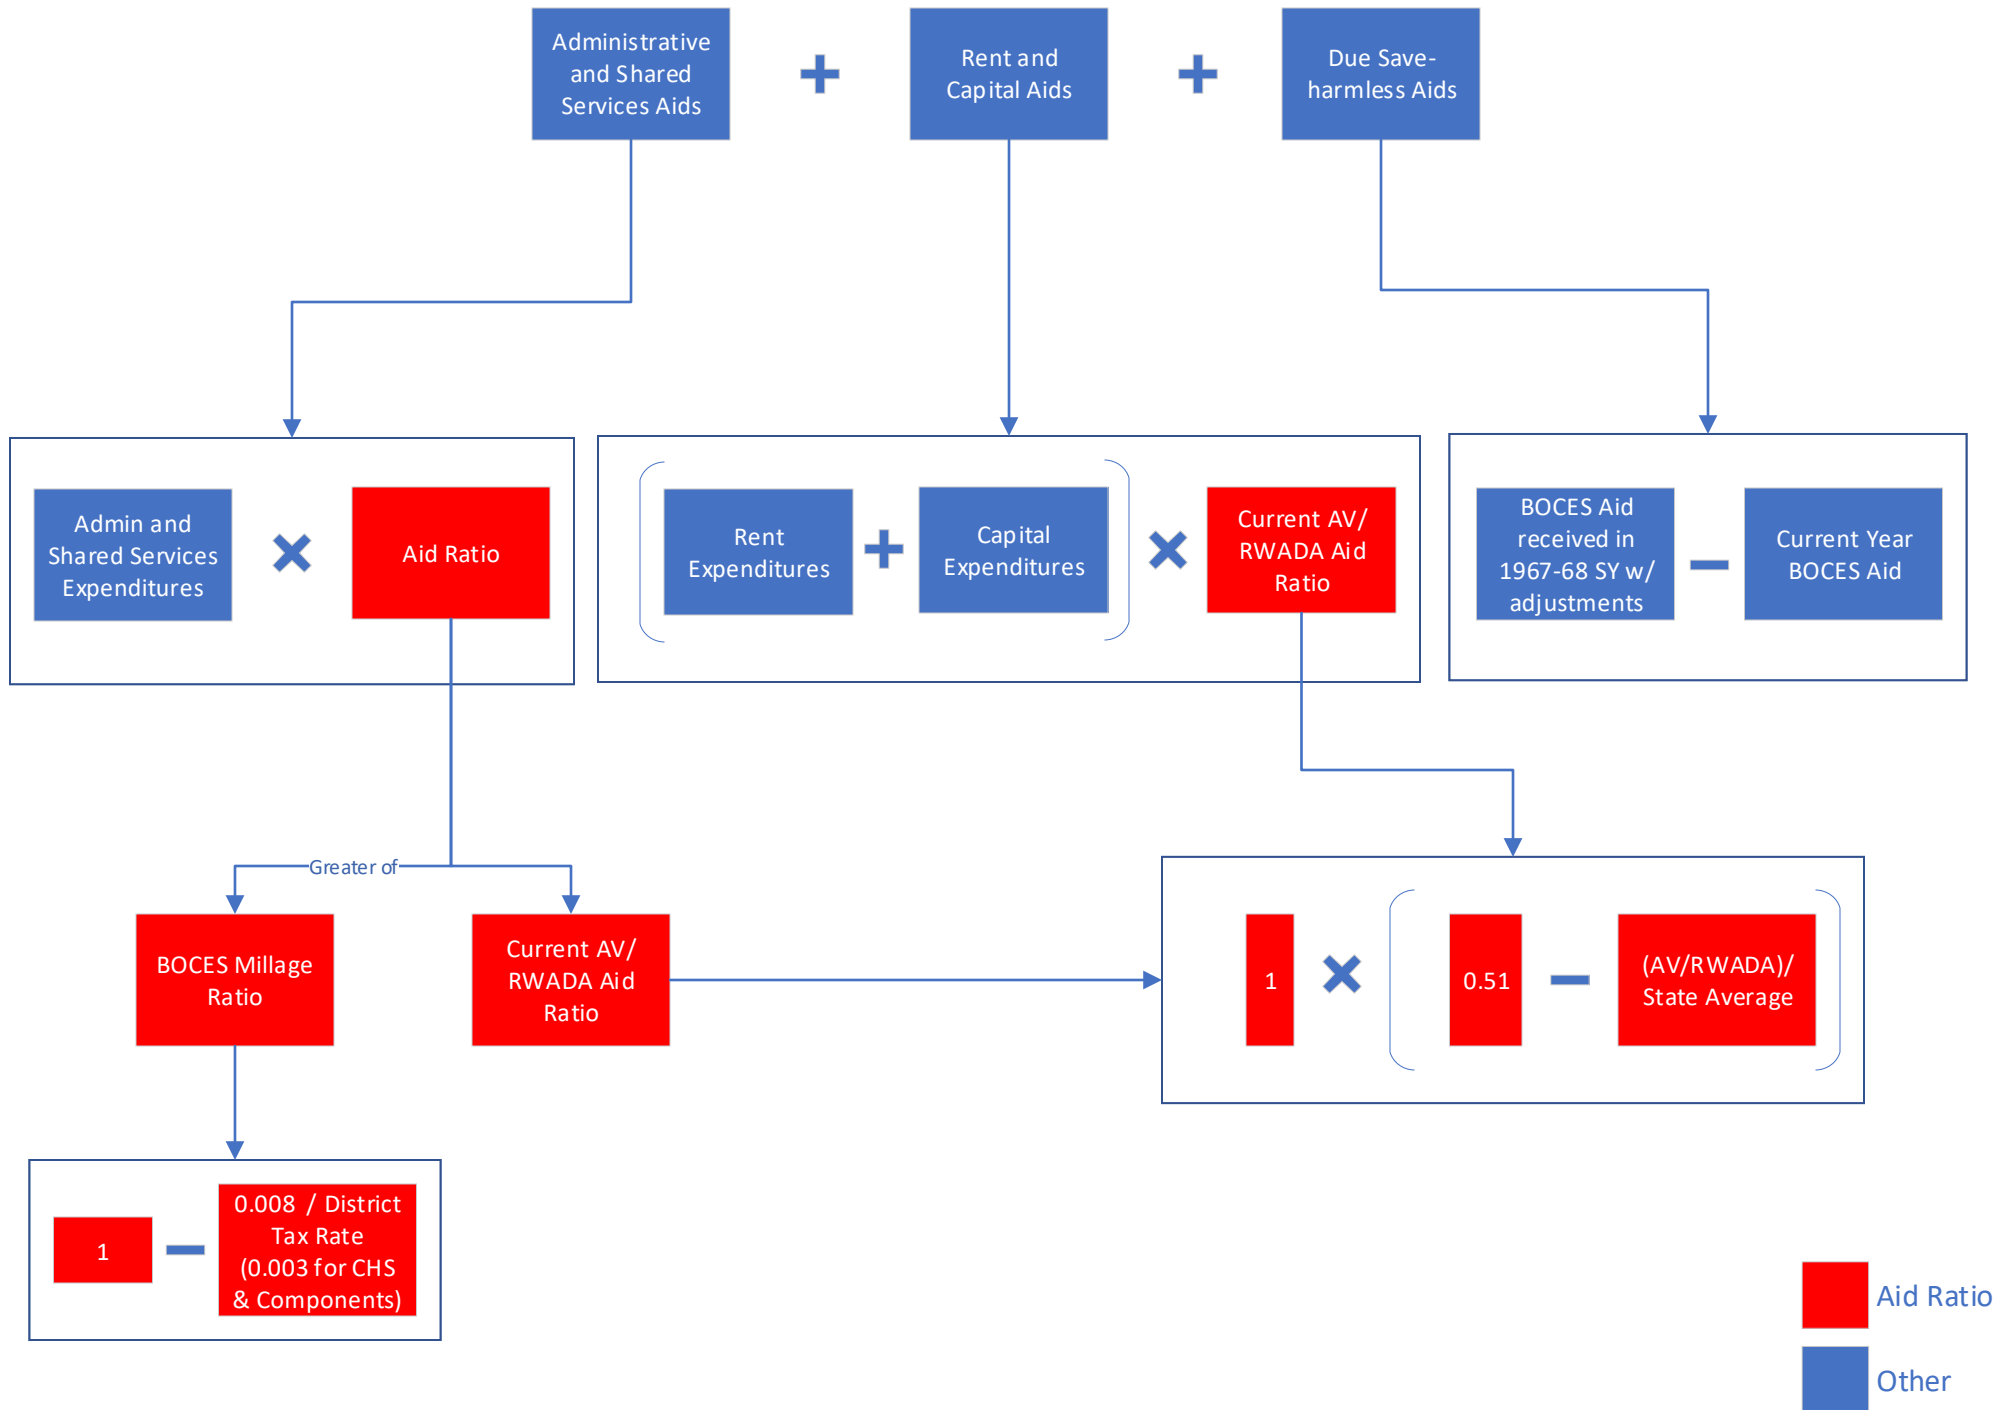 Administrative
and Shared
Services Aids
Rent and
Capital Aids
Due Save-
harmless Aids
Admin and
Shared Services
Expenditures
Aid Ratio
Rent
Expenditures
Capital
Expenditures
Current AV/
RWADA Aid
Ratio
BOCES Aid
received in
1967-68 SY w/
adjustments
Current Year
BOCES Aid
Greater of
BOCES Millage
Ratio
Current AV/
RWADA Aid
Ratio
1
0.51
(AV/RWADA)/
State Average
1
0.008 / District
Tax Rate
(0.003 for CHS
& Components)
Aid Ratio
Other